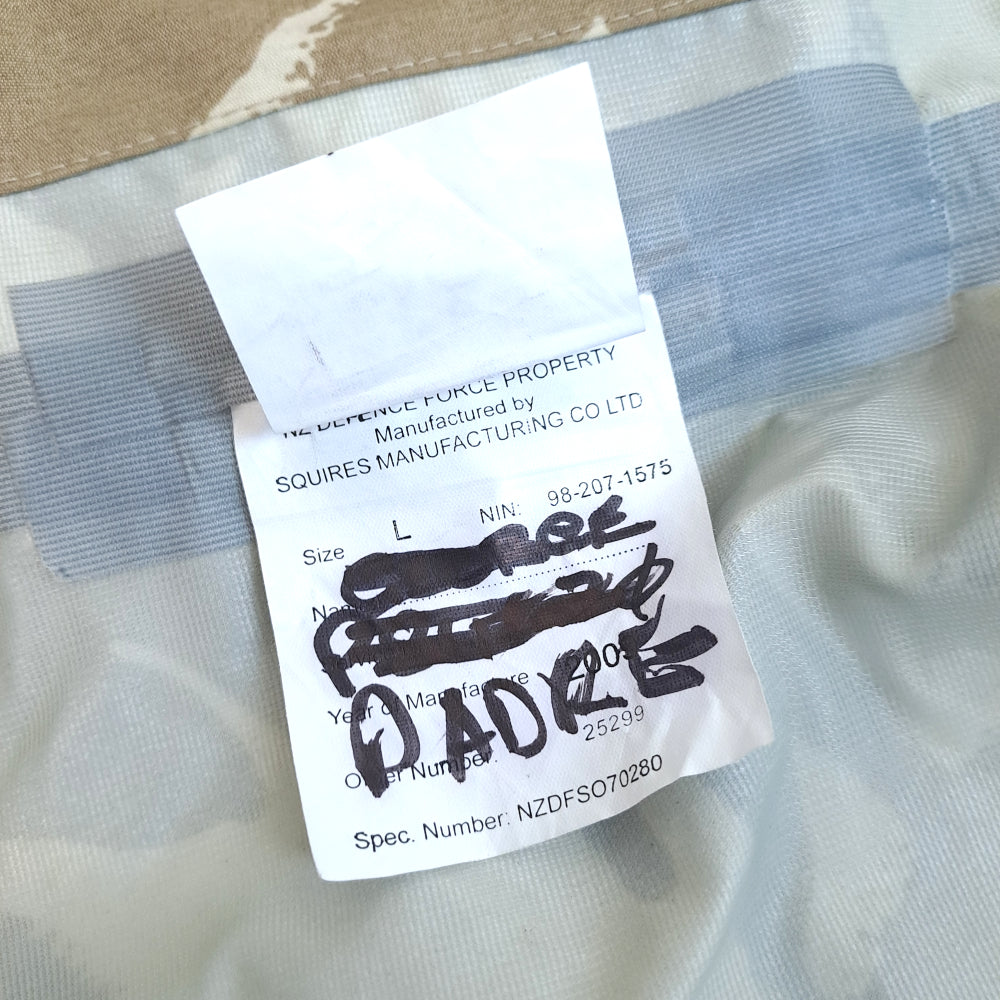 NZ DEFENCE FORCE PROPERTY
Manufactured by
SQUIRES MANUFACTURING CO LTD
Size L NIN: 98-207-1575
Name
Year of Manufacture 2005
PADRE
Order Number: 25299
Spec. Number: NZDFSO70280